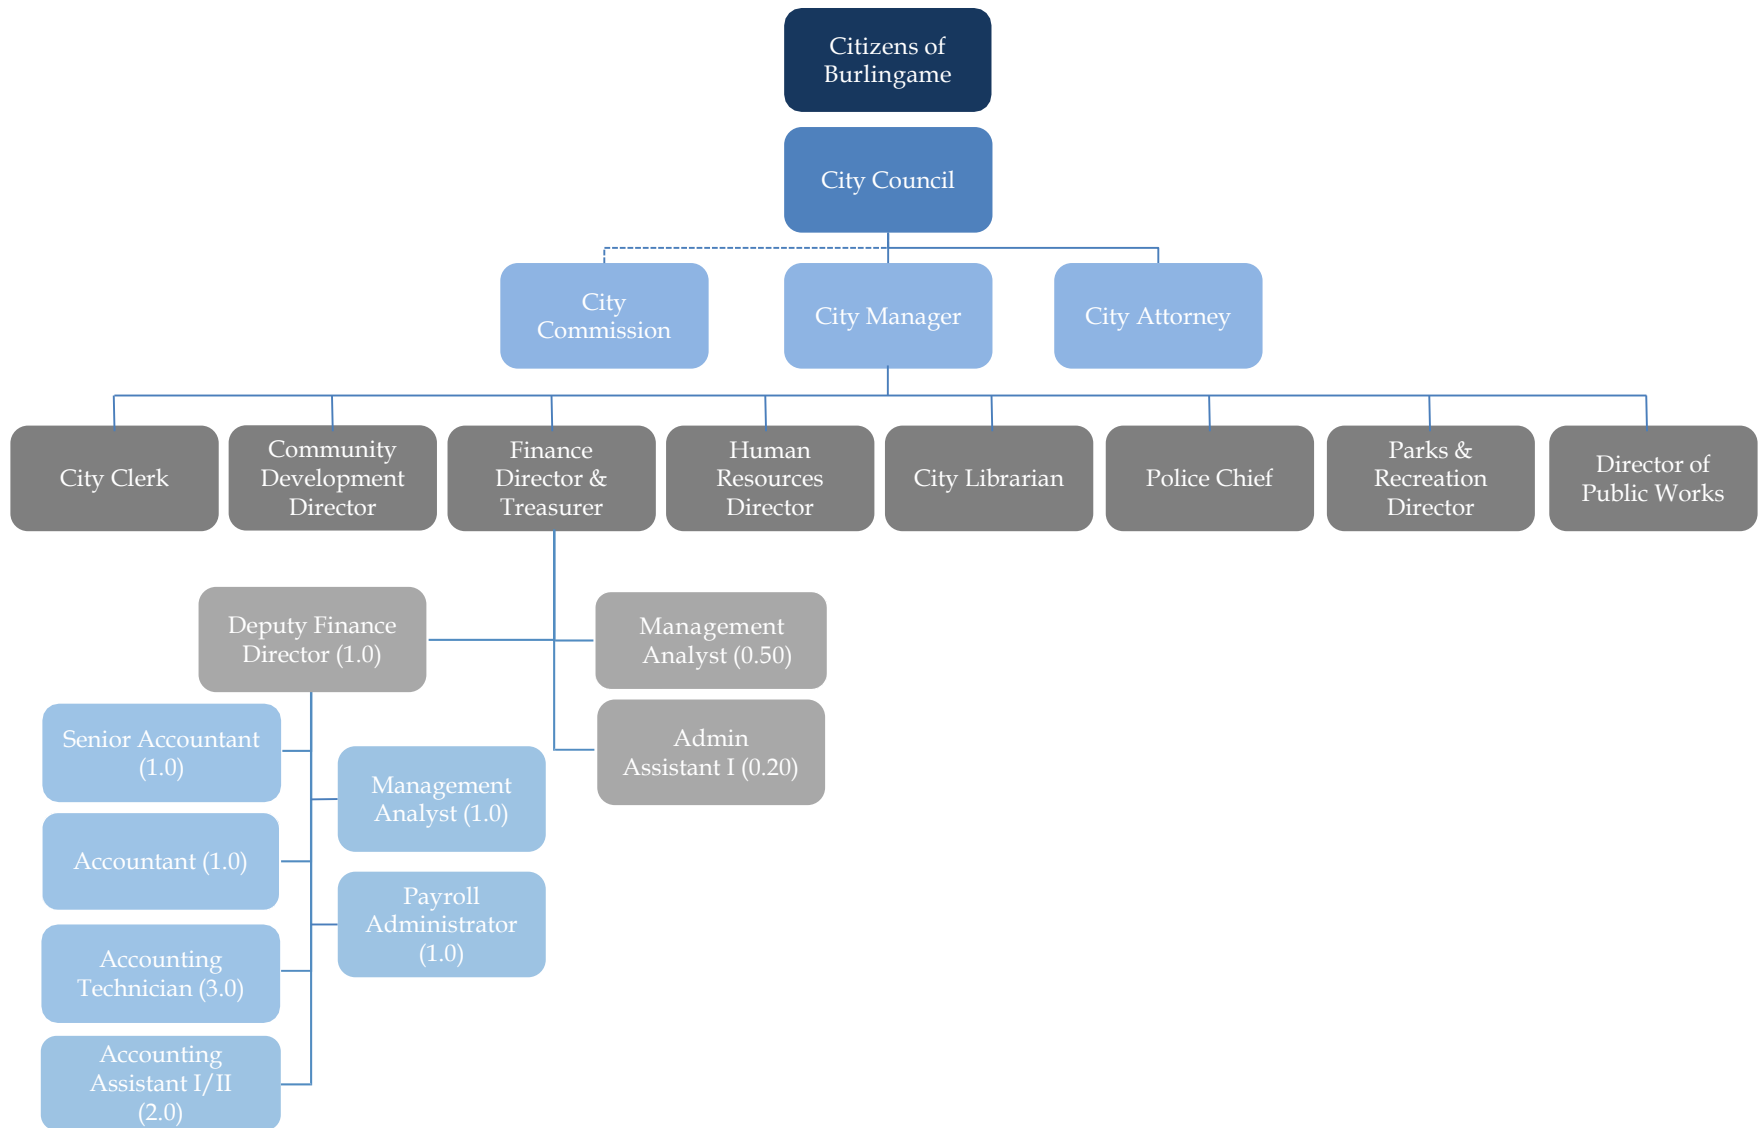 Citizens of
Burlingame
City Council
City
Commission
City Manager
City Attorney
City Clerk
Community
Development
Director
Finance
Director &
Treasurer
Human
Resources
Director
City Librarian
Police Chief
Parks &
Recreation
Director
Director of
Public Works
Deputy Finance
Director (1.0)
Management
Analyst (0.50)
Admin
Assistant I (0.20)
Senior Accountant
(1.0)
Management
Analyst (1.0)
Accountant (1.0)
Payroll
Administrator
(1.0)
Accounting
Technician (3.0)
Accounting
Assistant I/II
(2.0)